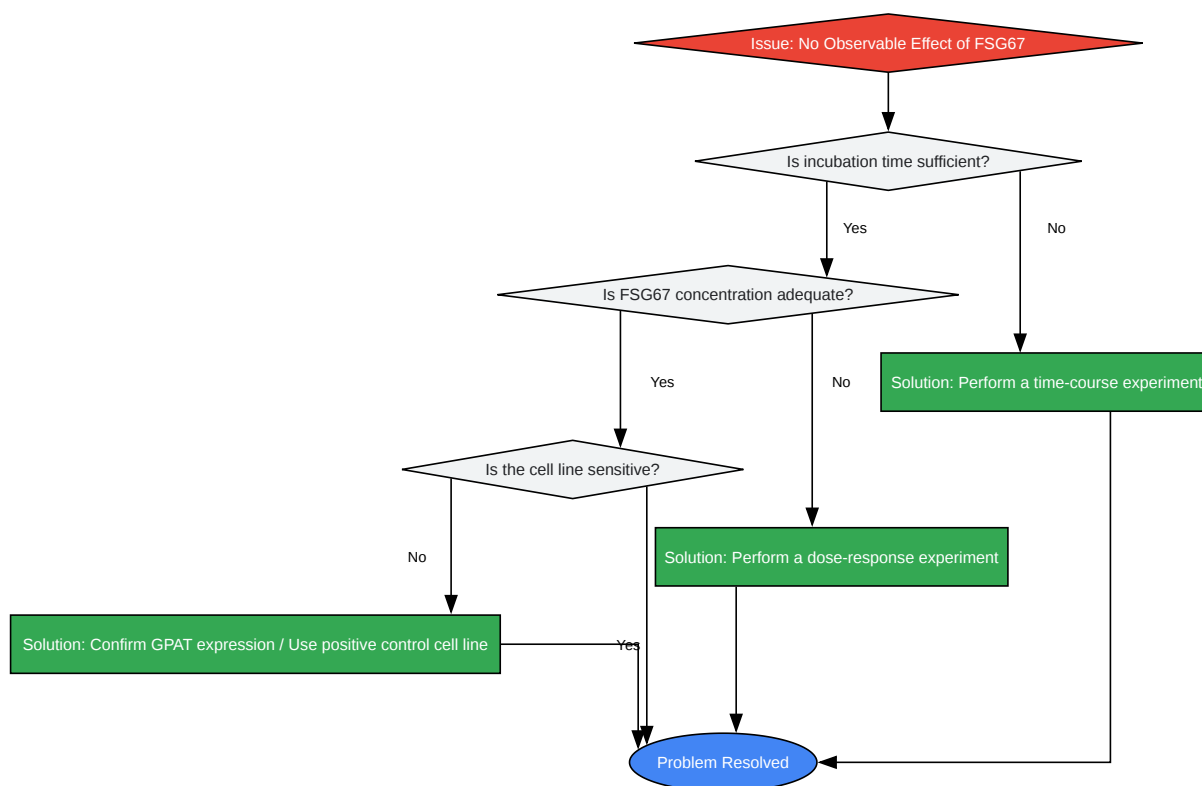 Issue: No Observable Effect of FSG67
Is incubation time sufficient?
Yes
No
Is FSG67 concentration adequate?
Yes
No
Solution: Perform a time-course experiment
Is the cell line sensitive?
No
Solution: Perform a dose-response experiment
Solution: Confirm GPAT expression / Use positive control cell line
Yes
Problem Resolved